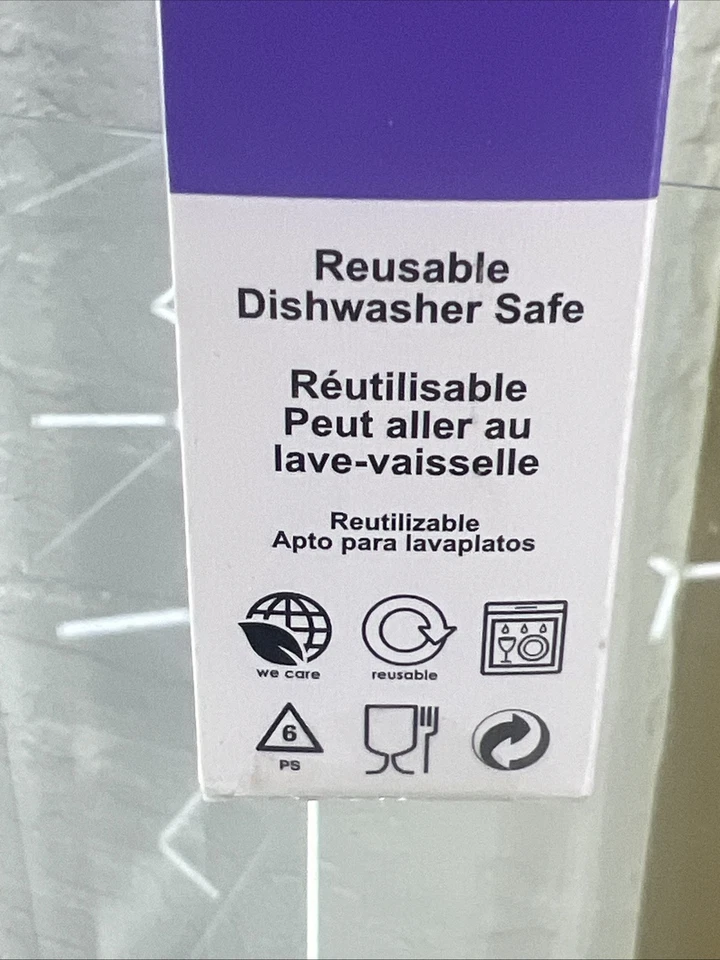 Reusable
Dishwasher Safe
Réutilisable
Peut aller au
lave-vaisselle
Reutilizable
Apto para lavaplatos
we care
reusable
6
PS